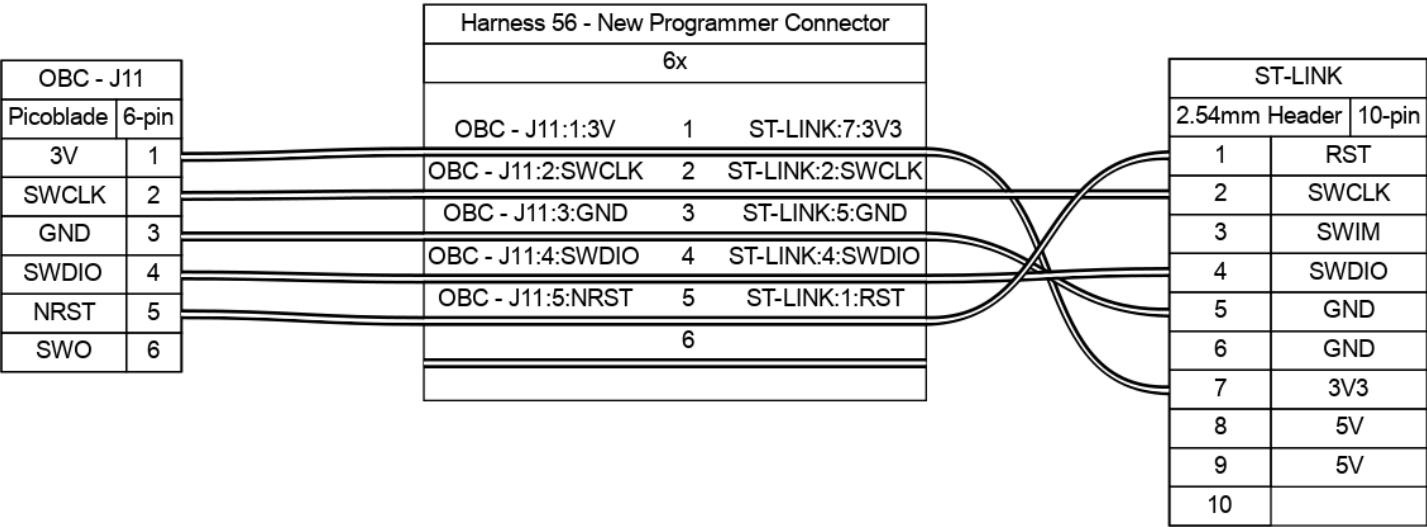 Harness 56 - New Programmer Connector
6x
OBC - J11
Picoblade 6-pin
3V 1
SWCLK 2
GND 3
SWDIO 4
NRST 5
SWO 6
OBC - J11:1:3V 1 ST-LINK:7:3V3
OBC - J11:2:SWCLK 2 ST-LINK:2:SWCLK
OBC - J11:3:GND 3 ST-LINK:5:GND
OBC - J11:4:SWDIO 4 ST-LINK:4:SWDIO
OBC - J11:5:NRST 5 ST-LINK:1:RST
6
ST-LINK
2.54mm Header 10-pin
1 RST
2 SWCLK
3 SWIM
4 SWDIO
5 GND
6 GND
7 3V3
8 5V
9 5V
10